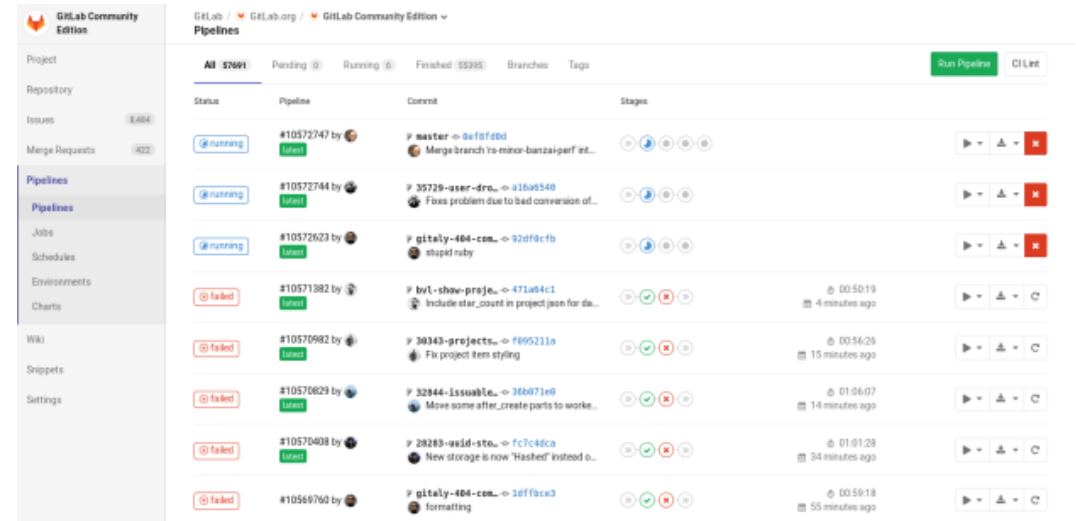 GitLab Community
Edition
GitLab / GitLab.org / GitLab Community Edition
Pipelines
Project
Repository
Issues 8,404
Merge Requests 422
Pipelines
Pipelines
Jobs
Schedules
Environments
Charts
Wiki
Snippets
Settings
All 57691 Pending 0 Running 6 Finished 55395 Branches Tags Run Pipeline CI Lint
Status Pipeline Commit Stages
running #10572747 by master 0ef8fd0d
latest Merge branch 'rs-minor-banzai-perf' int...
running #10572744 by 35729-user-dro... a16a6540
latest Fixes problem due to bad conversion of...
running #10572623 by gitaly-404-com... 92df0cfb
latest stupid ruby
failed #10571382 by bvl-show-proje... 471a64c1 00:50:19
latest Include star_count in project json for da... 4 minutes ago
failed #10570982 by 30343-projects... f095211a 00:56:26
latest Fix project item styling 15 minutes ago
failed #10570829 by 32844-issuable... 36b071e0 01:06:07
latest Move some after_create parts to worke... 14 minutes ago
failed #10570408 by 28283-uuid-sto... fc7c4dca 01:01:28
latest New storage is now "Hashed" instead o... 34 minutes ago
failed #10569760 by gitaly-404-com... 1dffbce3 00:59:18
formatting 55 minutes ago